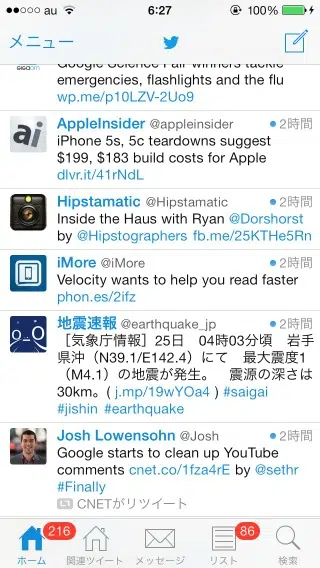 au 6:27 100%
メニュー
GIGAOM Google Science Fair winners tackle
emergencies, flashlights and the flu
wp.me/p10LZV-2Uo9
AppleInsider @appleinsider 2時間
iPhone 5s, 5c teardowns suggest
$199, $183 build costs for Apple
dlvr.it/41rNdL
Hipstamatic @Hipstamatic 2時間
Inside the Haus with Ryan @Dorshorst
by @Hipstographers fb.me/25KTHe5Rn
iMore @iMore 2時間
Velocity wants to help you read faster
phon.es/2ifz
地震速報 @earthquake_jp 2時間
［気象庁情報］25日　04時03分頃　岩手
県沖（N39.1/E142.4）にて　最大震度1
（M4.1）の地震が発生。　震源の深さは
30km。( j.mp/19wYOa4 ) #saigai
#jishin #earthquake
Josh Lowensohn @Josh 2時間
Google starts to clean up YouTube
comments cnet.co/1fza4rE by @sethr
#Finally
CNETがリツイート
216 86
ホーム 関連ツイート メッセージ リスト 検索